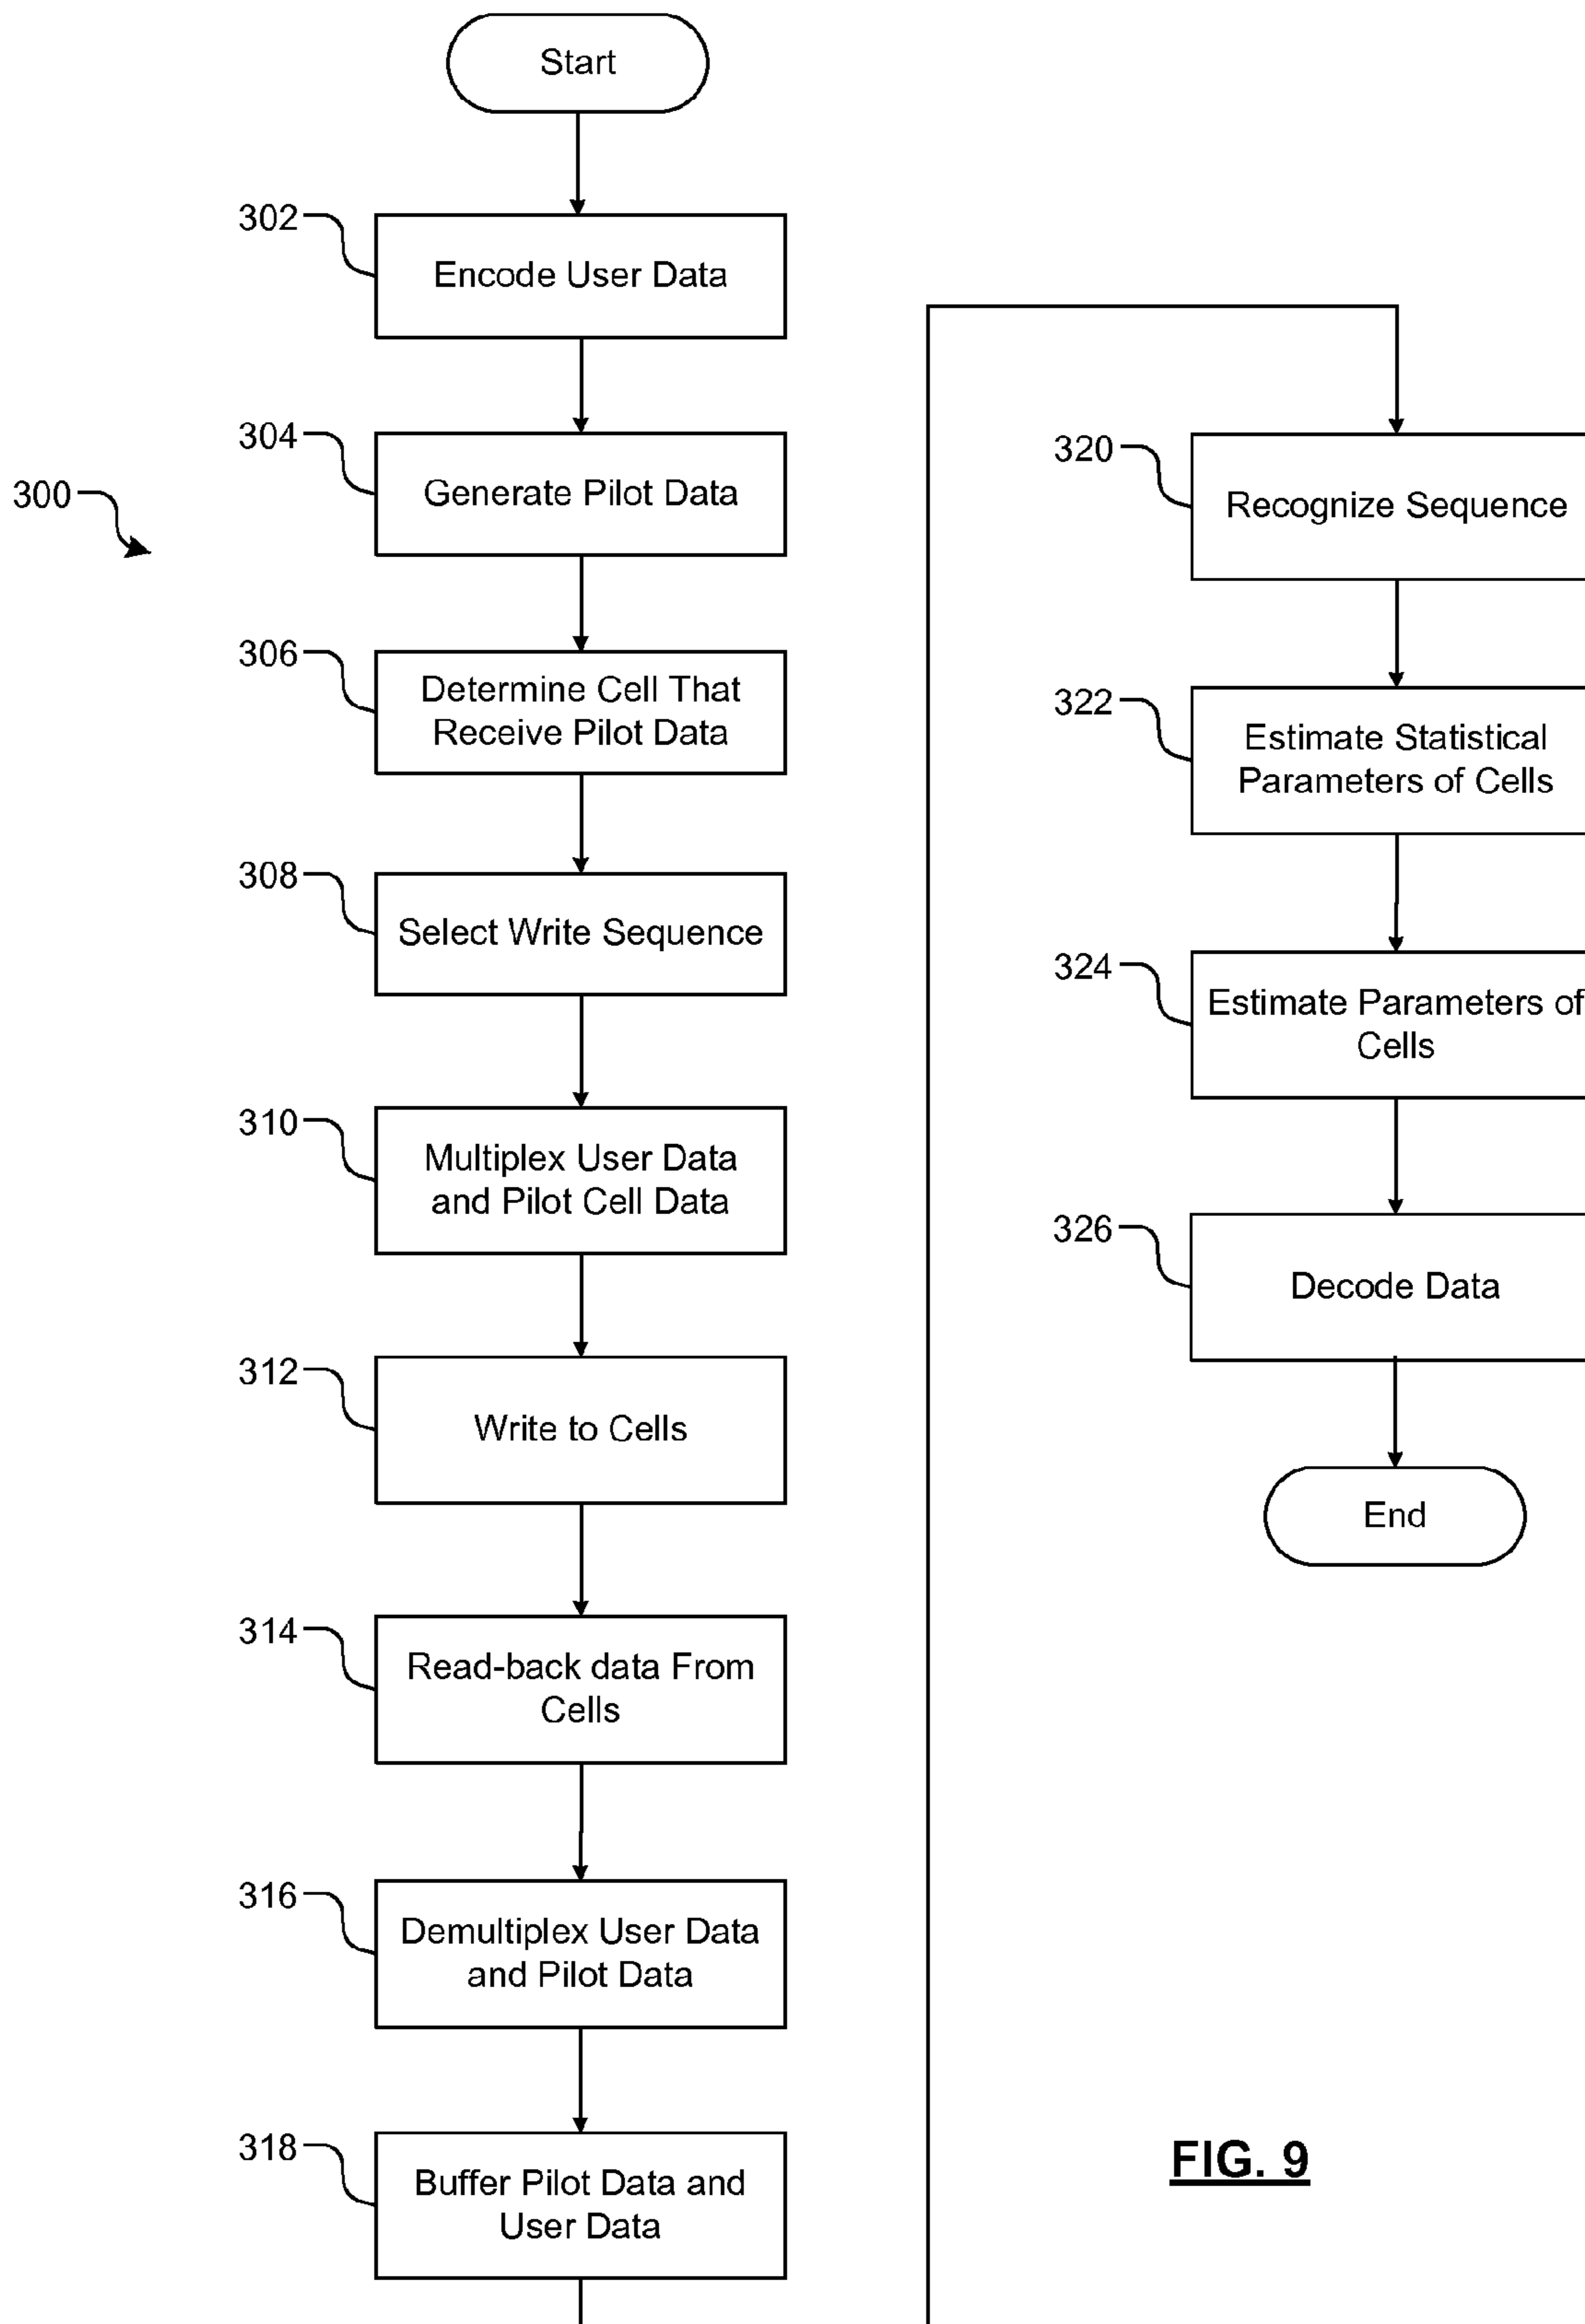 Start
302
Encode User Data
304
Generate Pilot Data
300
306
Determine Cell That
Receive Pilot Data
308
Select Write Sequence
310
Multiplex User Data
and Pilot Cell Data
312
Write to Cells
314
Read-back data From
Cells
316
Demultiplex User Data
and Pilot Data
318
Buffer Pilot Data and
User Data
320
Recognize Sequence
322
Estimate Statistical
Parameters of Cells
324
Estimate Parameters of
Cells
326
Decode Data
End
FIG. 9